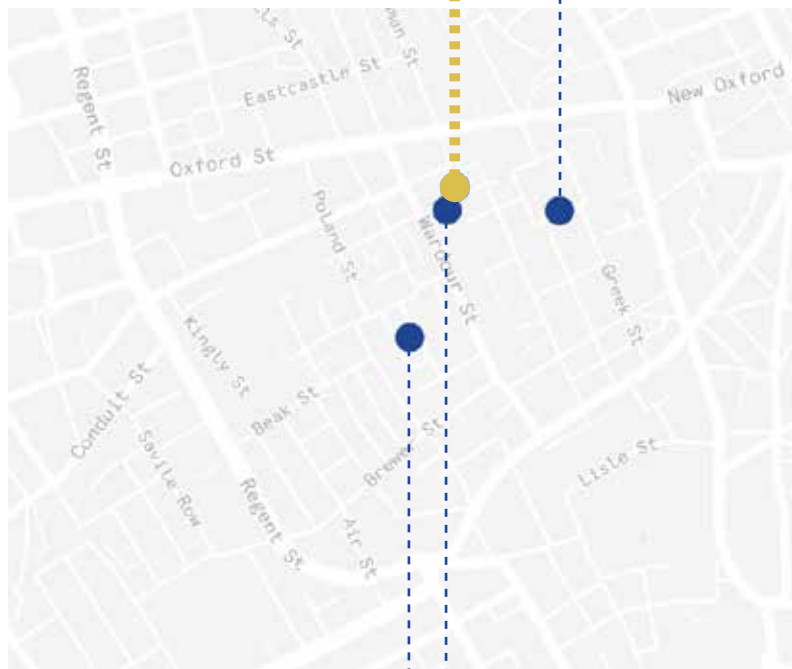 Eastcastle St
New Oxford
Regent St
Oxford St
Poland St
Wardour St
Greek St
Kingly St
Conduit St
Beak St
Brewer St
Savile Row
Lisle St
Regent St
Air St